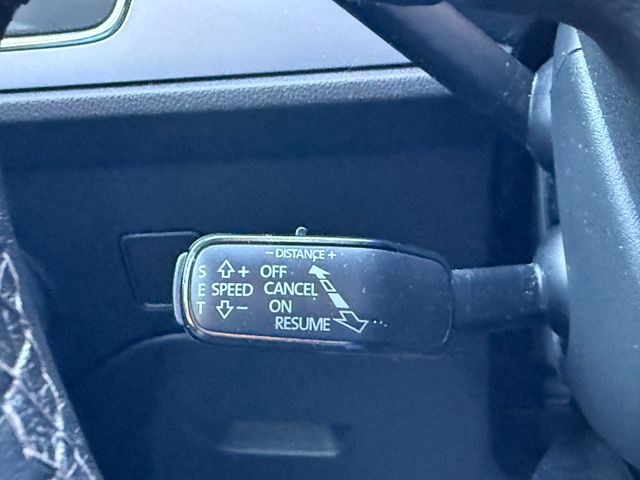 - DISTANCE +
S + OFF
E SPEED CANCEL
T - ON
RESUME